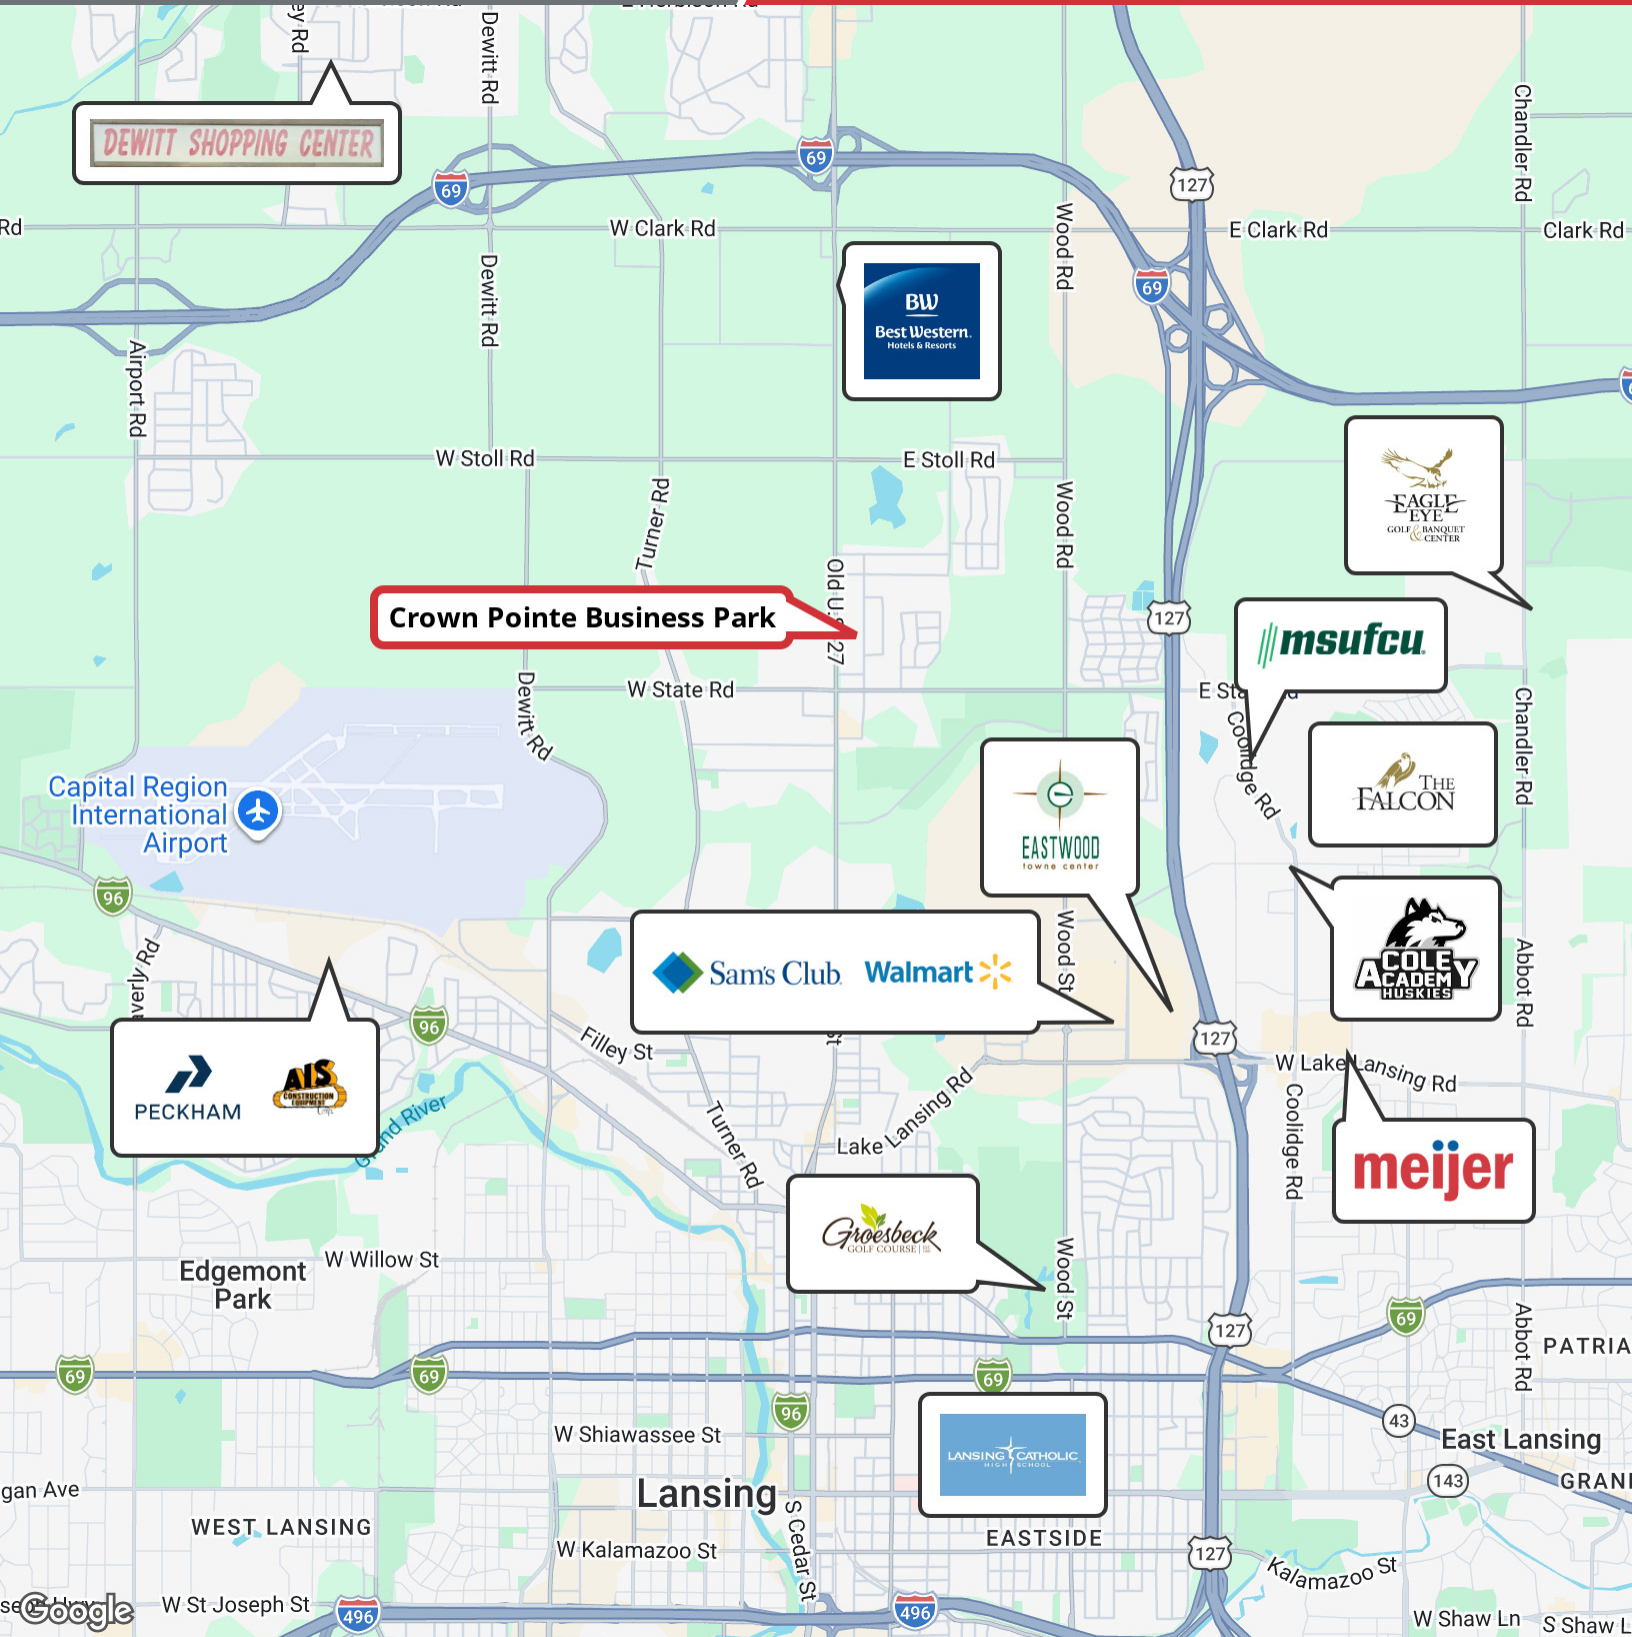 Dewitt Rd
Chandler Rd
DEWITT SHOPPING CENTER
69
69
127
Rd
W Clark Rd
E Clark Rd
Clark Rd
Wood Rd
Dewitt Rd
69
BW
Best Western.
Hotels & Resorts
Airport Rd
W Stoll Rd
E Stoll Rd
EAGLE
EYE
GOLF & BANQUET
CENTER
Turner Rd
Wood Rd
Crown Pointe Business Park
127
msufcu
W State Rd
Dewitt Rd
Coolidge Rd
Chandler Rd
THE
FALCON
Capital Region
International
Airport
EASTWOOD
towne center
96
COLE
ACADEMY
HUSKIES
Wood St
Abbot Rd
Sam's Club
Walmart
96
Filley St
127
W Lake Lansing Rd
PECKHAM
AIS
CONSTRUCTION
EQUIPMENT
Grand River
Turner Rd
Lake Lansing Rd
Coolidge Rd
meijer
Groesbeck
GOLF COURSE
Wood St
Edgemont
Park
W Willow St
69
127
Abbot Rd
PATRIA
69
69
69
96
43
W Shiawassee St
LANSING CATHOLIC
HIGH SCHOOL
East Lansing
143
GRAN
gan Ave
Lansing
WEST LANSING
S Cedar St
EASTSIDE
W Kalamazoo St
127
Kalamazoo St
Google
W St Joseph St
496
496
W Shaw Ln
S Shaw L